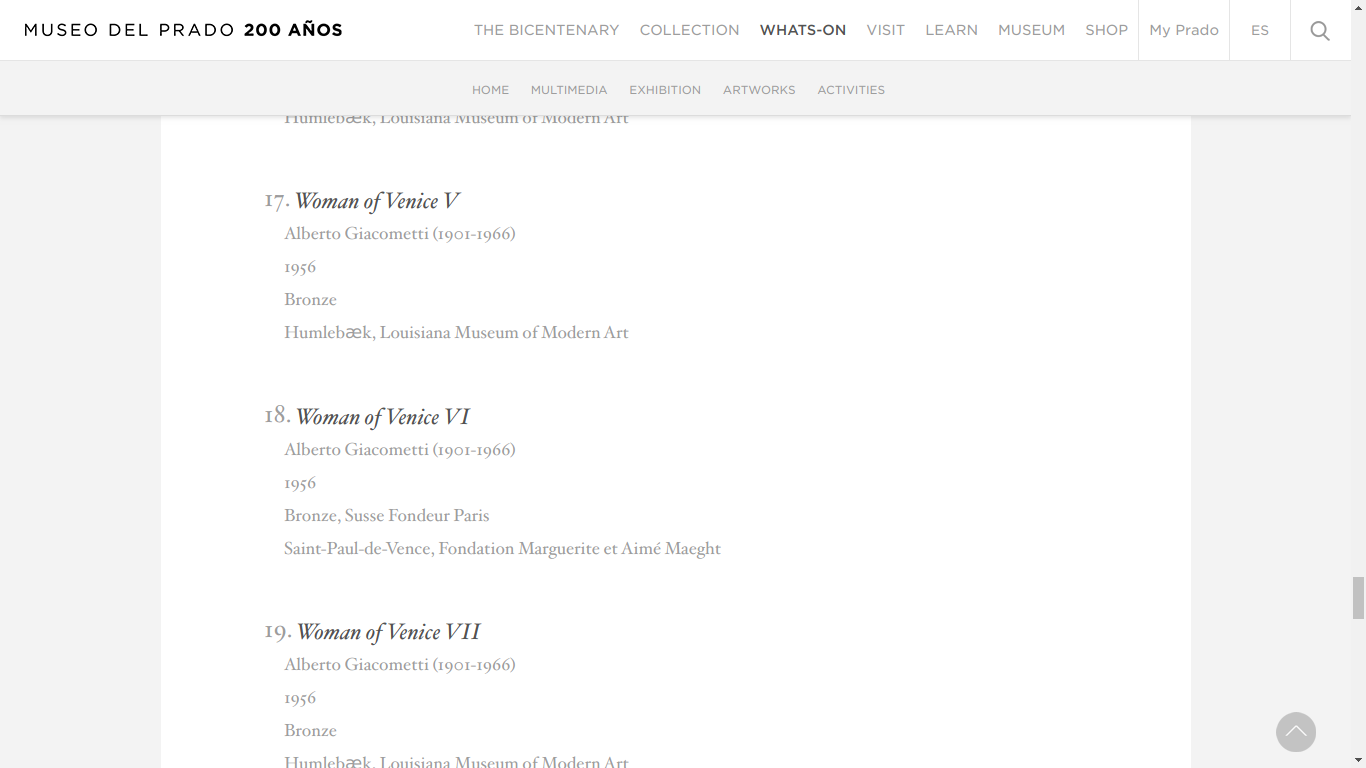 MUSEO DEL PRADO 200 AÑOS
THE BICENTENARY COLLECTION WHATS-ON VISIT LEARN MUSEUM SHOP My Prado ES
HOME MULTIMEDIA EXHIBITION ARTWORKS ACTIVITIES
Humlebæk, Louisiana Museum of Modern Art
17. Woman of Venice V
Alberto Giacometti (1901-1966)
1956
Bronze
Humlebæk, Louisiana Museum of Modern Art
18. Woman of Venice VI
Alberto Giacometti (1901-1966)
1956
Bronze, Susse Fondeur Paris
Saint-Paul-de-Vence, Fondation Marguerite et Aimé Maeght
19. Woman of Venice VII
Alberto Giacometti (1901-1966)
1956
Bronze
Humlebæk, Louisiana Museum of Modern Art